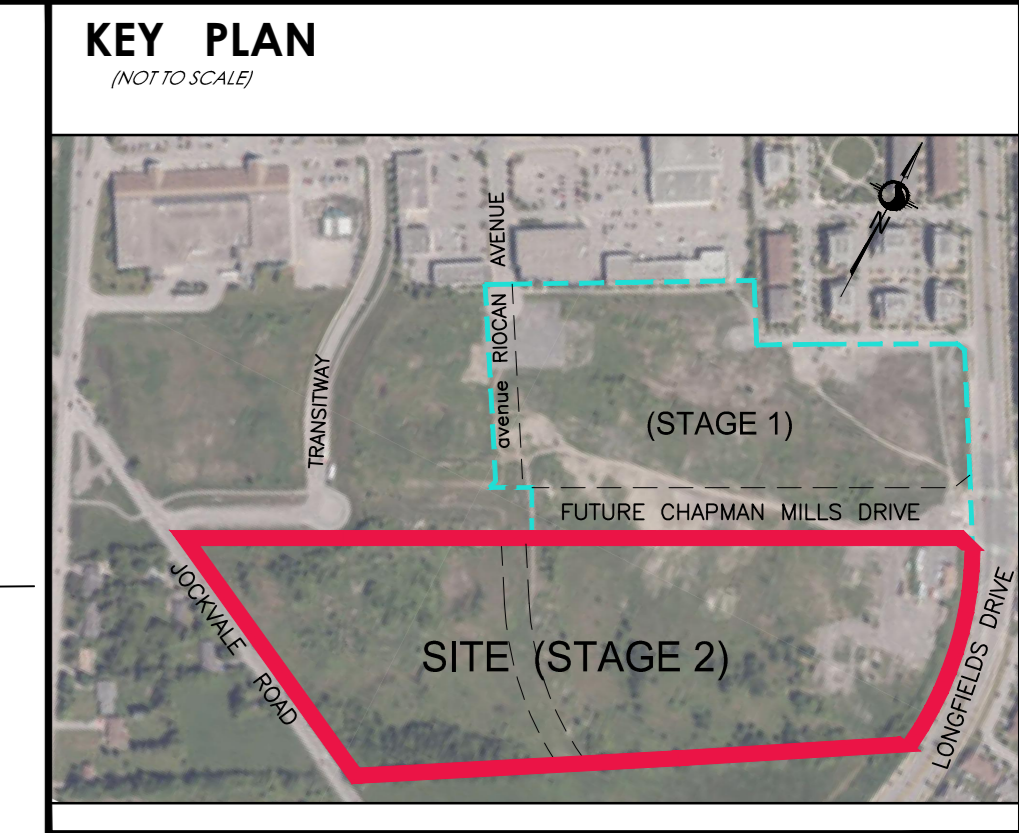 KEY PLAN
(NOT TO SCALE)
N
avenue RIOCAN AVENUE
TRANSITWAY
(STAGE 1)
FUTURE CHAPMAN MILLS DRIVE
JOCKVALE ROAD
SITE (STAGE 2)
LONGFIELDS DRIVE